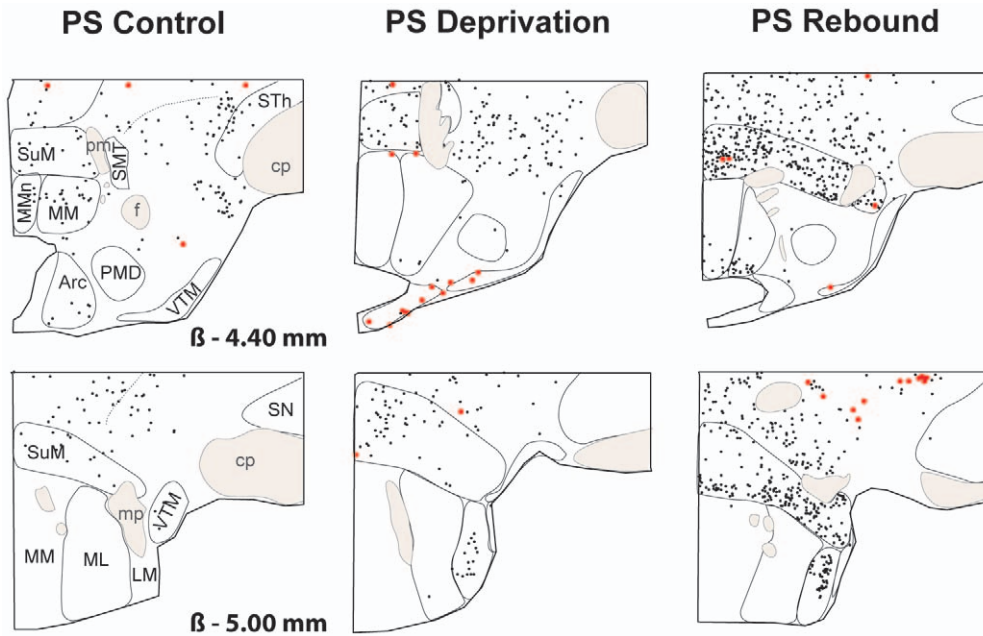 PS Control
PS Deprivation
PS Rebound
STh
SuM
pm
SMT
cp
MMn
MM
f
Arc
PMD
VTM
ß - 4.40 mm
SN
SuM
cp
mp
VTM
MM
ML
LM
ß - 5.00 mm